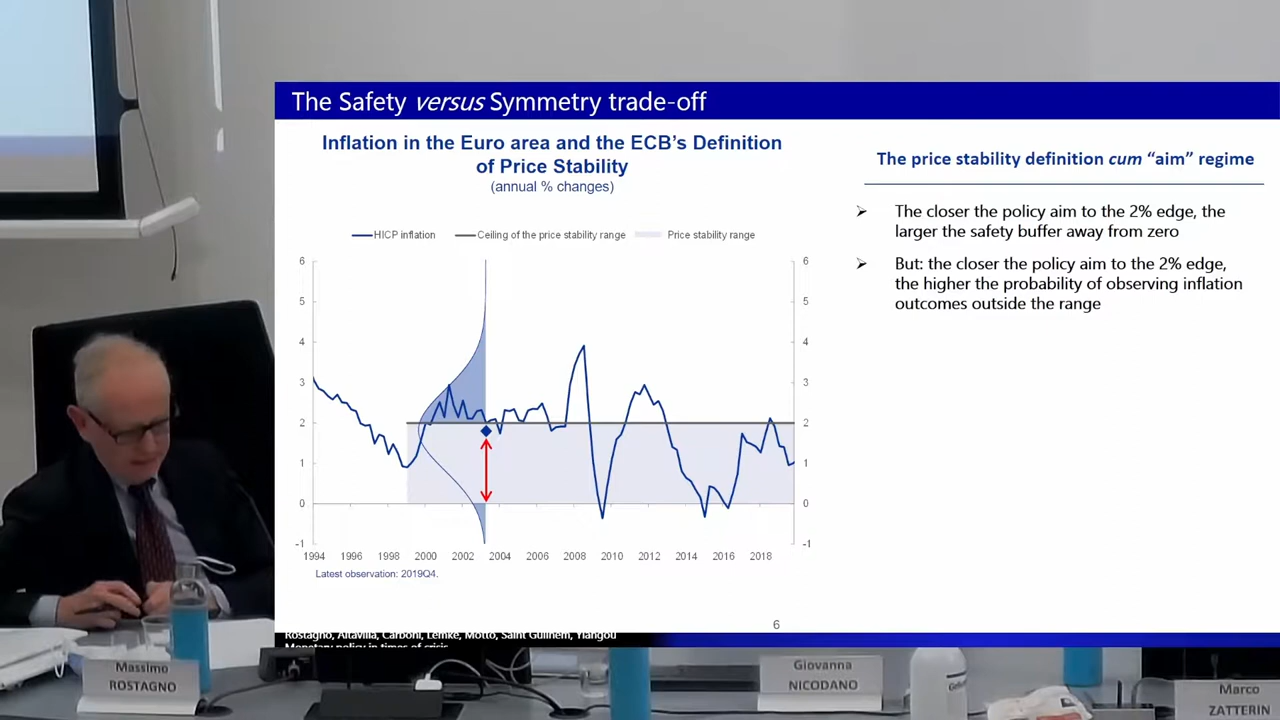 The Safety versus Symmetry trade-off
Inflation in the Euro area and the ECB's Definition
of Price Stability
(annual % changes)
HICP inflation
Ceiling of the price stability range
Price stability range
6
5
4
3
2
1
0
-1
6
5
4
3
2
1
0
-1
1994
1996
1998
2000
2002
2004
2006
2008
2010
2012
2014
2016
2018
Latest observation: 2019Q4.
The price stability definition cum “aim” regime
➢ The closer the policy aim to the 2% edge, the
larger the safety buffer away from zero
➢ But: the closer the policy aim to the 2% edge,
the higher the probability of observing inflation
outcomes outside the range
6
Rostagno, Altavilla, Carboni, Lemke, Motto, Saint Guilhem, Yiangou
Monetary policy in times of crisis
Massimo
ROSTAGNO
Giovanna
NICODANO
Marco
ZATTERIN